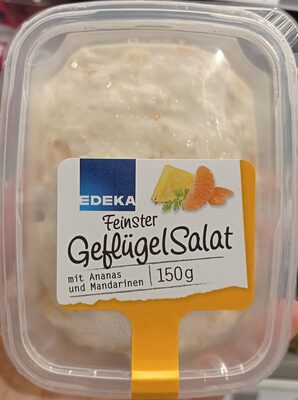 EDEKA
Feinster
GeflügelSalat
mit Ananas
und Mandarinen
150g